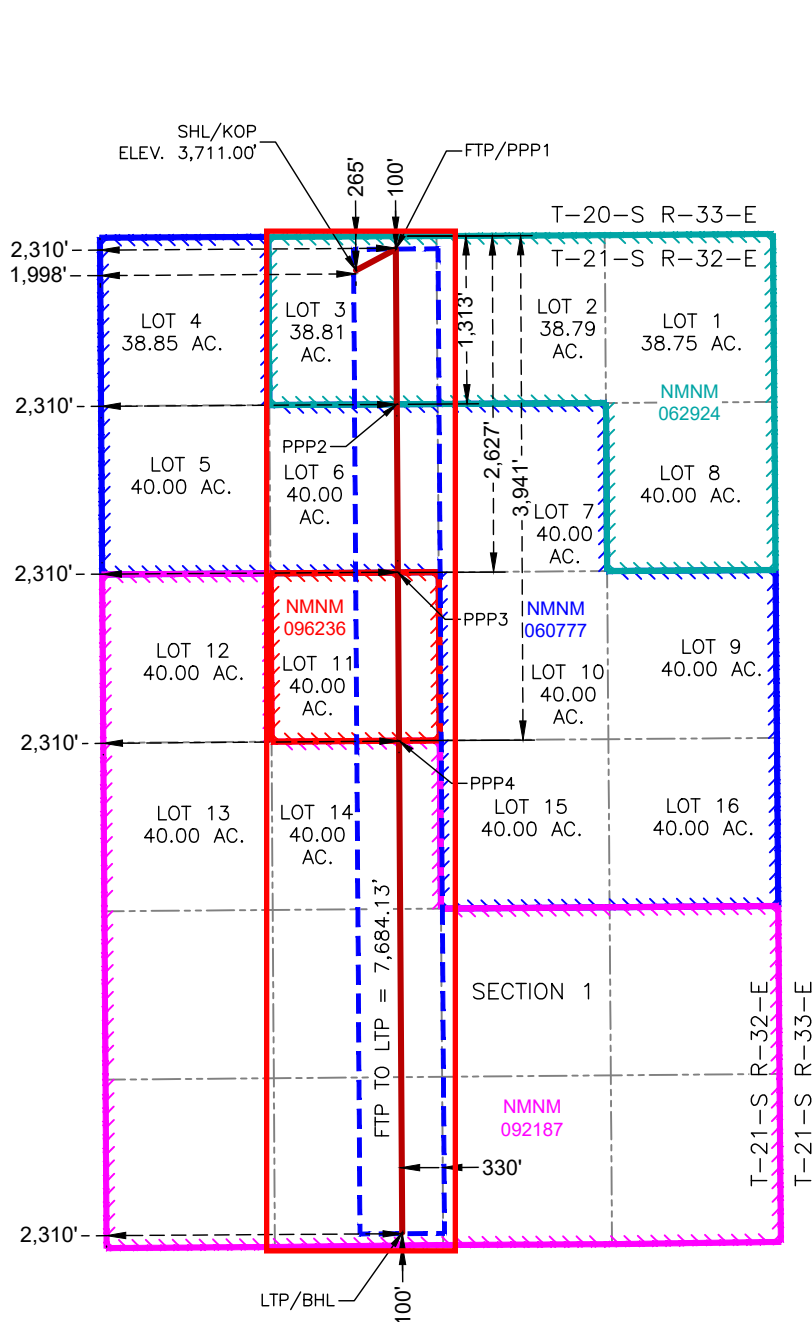 SHL/KOP
ELEV. 3,711.00'
265'
100'
FTP/PPP1
T-20-S R-33-E
T-21-S R-32-E
2,310'
1,998'
LOT 4
38.85 AC.
LOT 3
38.81
AC.
1,313'
LOT 2
38.79
AC.
LOT 1
38.75 AC.
NMNM
062924
2,310'
PPP2
2,627'
3,941'
LOT 5
40.00 AC.
LOT 6
40.00
AC.
LOT 7
40.00
AC.
LOT 8
40.00 AC.
2,310'
NMNM
096236
PPP3
NMNM
060777
LOT 12
40.00 AC.
LOT 11
40.00
AC.
LOT 10
40.00
AC.
LOT 9
40.00 AC.
2,310'
PPP4
LOT 13
40.00 AC.
LOT 14
40.00
AC.
LOT 15
40.00 AC.
LOT 16
40.00 AC.
FTP TO LTP = 7,684.13'
SECTION 1
NMNM
092187
T-21-S R-32-E
T-21-S R-33-E
330'
2,310'
LTP/BHL
100'